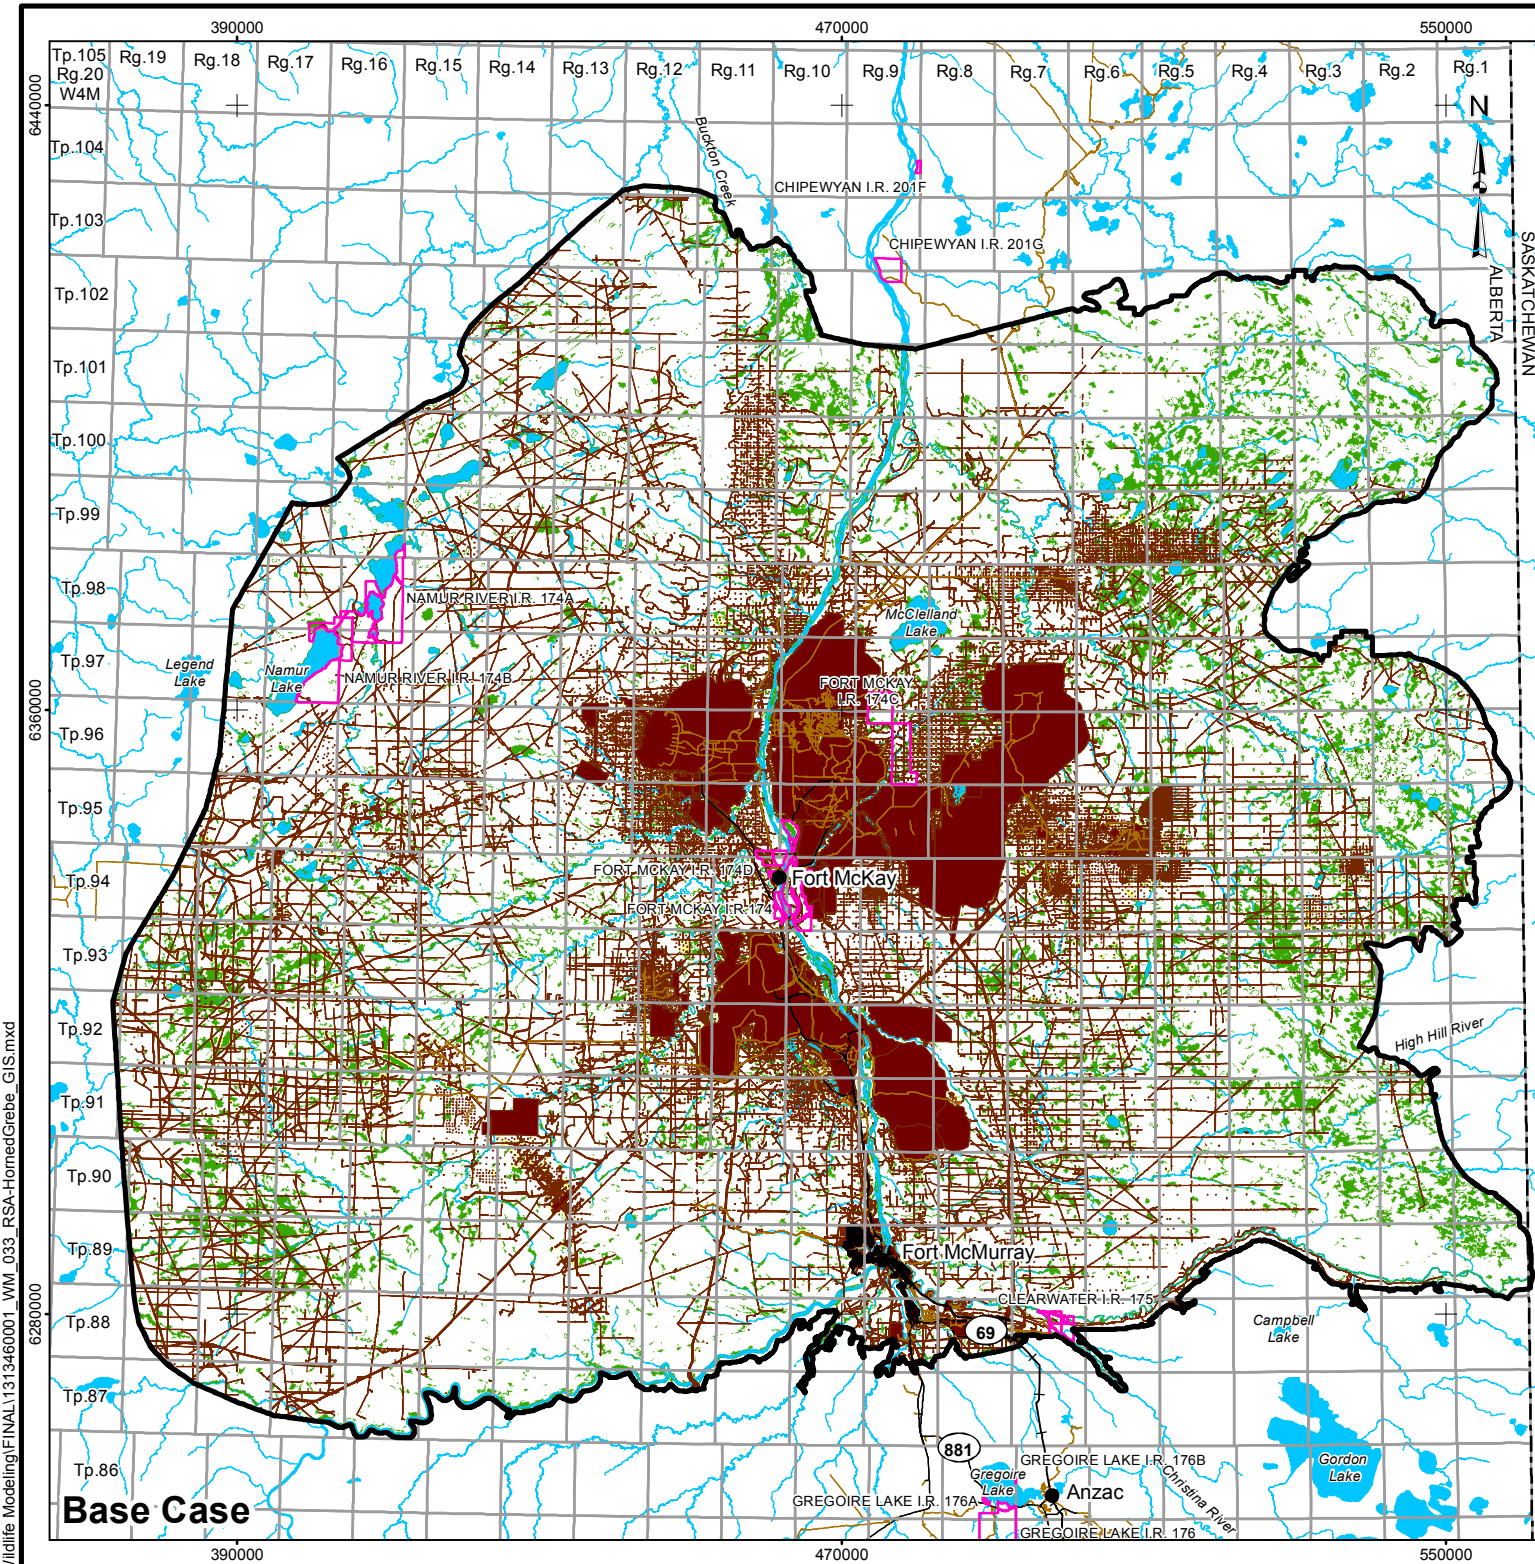 390000
470000
550000
Tp.105
Rg.20
W4M
Rg.19
Rg.18
Rg.17
Rg.16
Rg.15
Rg.14
Rg.13
Rg.12
Rg.11
Rg.10
Rg.9
Rg.8
Rg.7
Rg.6
Rg.5
Rg.4
Rg.3
Rg.2
Rg.1
6440000
N
Tp.104
Buckton Creek
CHIPEWYAN I.R. 201F
Tp.103
CHIPEWYAN I.R. 201G
SASKATCHEWAN
ALBERTA
Tp.102
Tp.101
Tp.100
Tp.99
Tp.98
NAMUR RIVER I.R. 174A
McClelland
Lake
Tp.97
Legend
Lake
Namur
Lake
NAMUR RIVER I.R. 174B
FORT MCKAY
I.R. 174C
6360000
Tp.96
Tp.95
Tp.94
FORT MCKAY I.R. 174D
Fort McKay
FORT MCKAY I.R.174
Tp.93
Tp.92
High Hill River
Tp.91
Tp.90
Tp.89
Fort McMurray
6280000
CLEARWATER I.R. 175
Tp.88
69
Campbell
Lake
Tp.87
881
Tp.86
GREGOIRE LAKE I.R. 176B
Gregoire
Lake
Gordon
Lake
Christina River
Anzac
GREGOIRE LAKE I.R. 176A
GREGOIRE LAKE I.R. 176
Base Case
390000
470000
550000
ildlife Modeling\FINAL\1313460001_WM_033_RSA-HornedGrebe_GIS.mxd